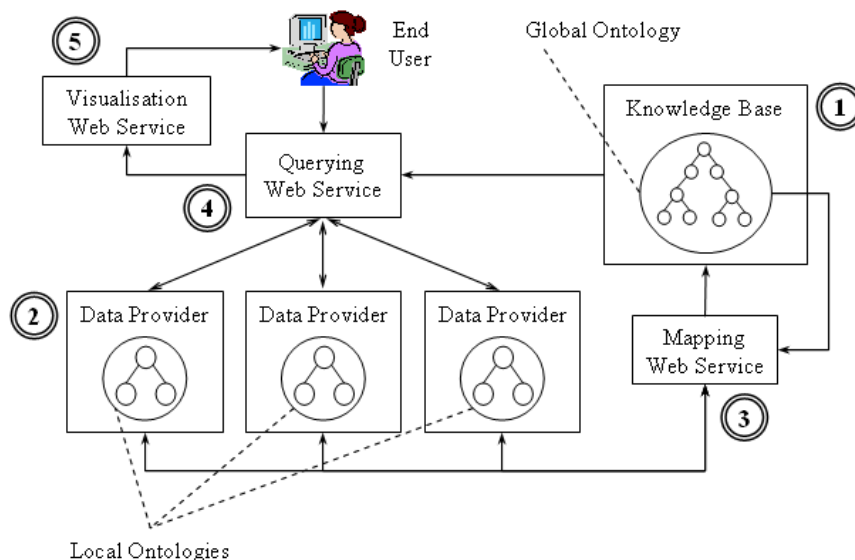 5
End
User
Global Ontology
Visualisation
Web Service
Knowledge Base
1
Querying
Web Service
4
2
Data Provider
Data Provider
Data Provider
Mapping
Web Service
3
Local Ontologies